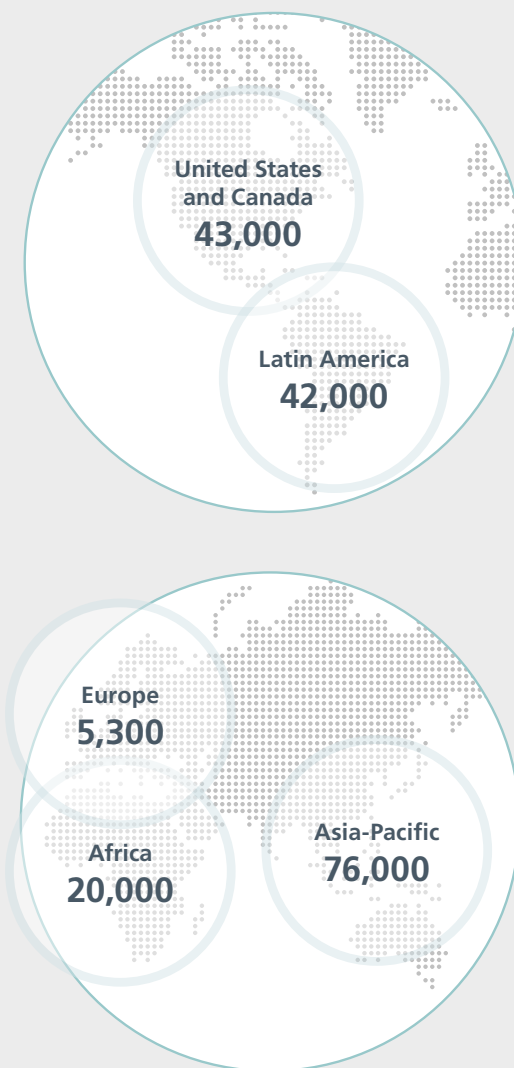 United States
and Canada
43,000
Latin America
42,000
Europe
5,300
Africa
20,000
Asia-Pacific
76,000